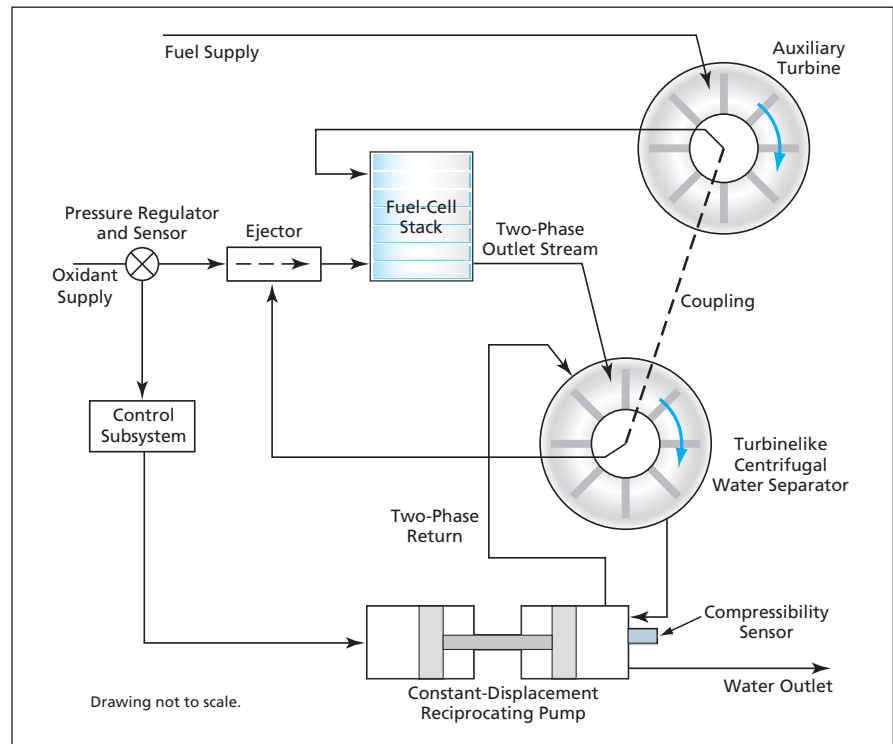 Fuel Supply
Auxiliary
Turbine
Pressure Regulator
and Sensor
Ejector
Fuel-Cell
Stack
Two-Phase
Outlet Stream
Oxidant
Supply
Coupling
Control
Subsystem
Turbinelike
Centrifugal
Water Separator
Two-Phase
Return
Compressibility
Sensor
Water Outlet
Constant-Displacement
Reciprocating Pump
Drawing not to scale.